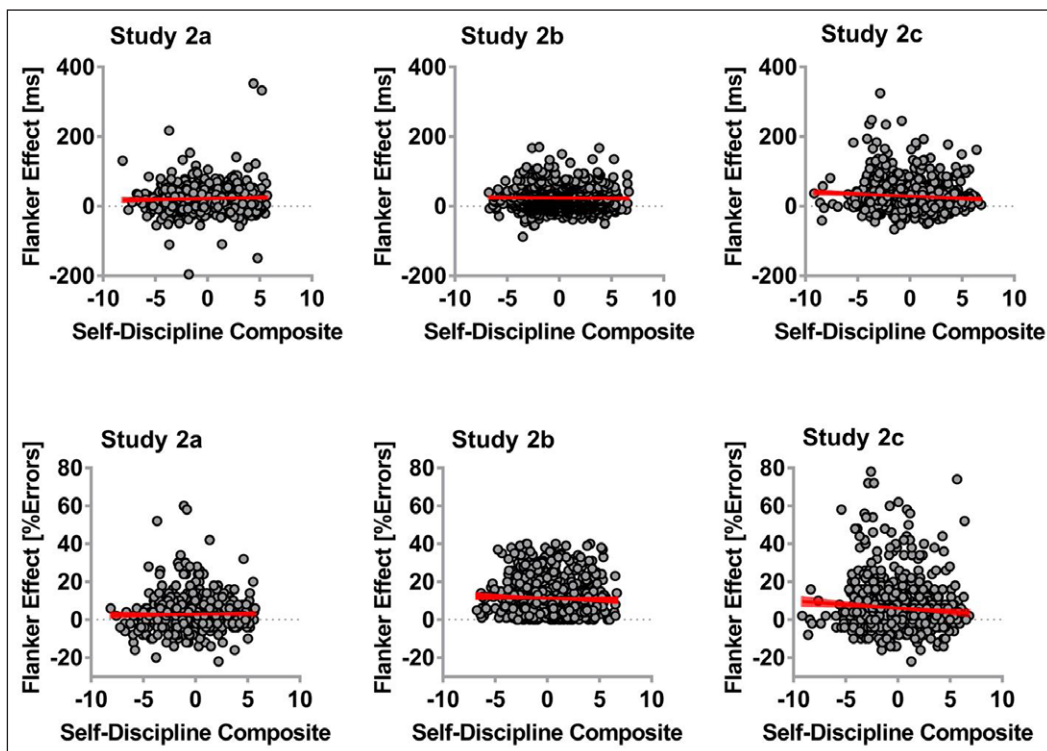 Study 2a
Study 2b
Study 2c
Flanker Effect [ms]
400
200
0
-200
-10 -5 0 5 10
Self-Discipline Composite
Flanker Effect [ms]
400
200
0
-200
-10 -5 0 5 10
Self-Discipline Composite
Flanker Effect [ms]
400
200
0
-200
-10 -5 0 5 10
Self-Discipline Composite
Study 2a
Study 2b
Study 2c
Flanker Effect [%Errors]
80
60
40
20
0
-20
-10 -5 0 5 10
Self-Discipline Composite
Flanker Effect [%Errors]
80
60
40
20
0
-20
-10 -5 0 5 10
Self-Discipline Composite
Flanker Effect [%Errors]
80
60
40
20
0
-20
-10 -5 0 5 10
Self-Discipline Composite